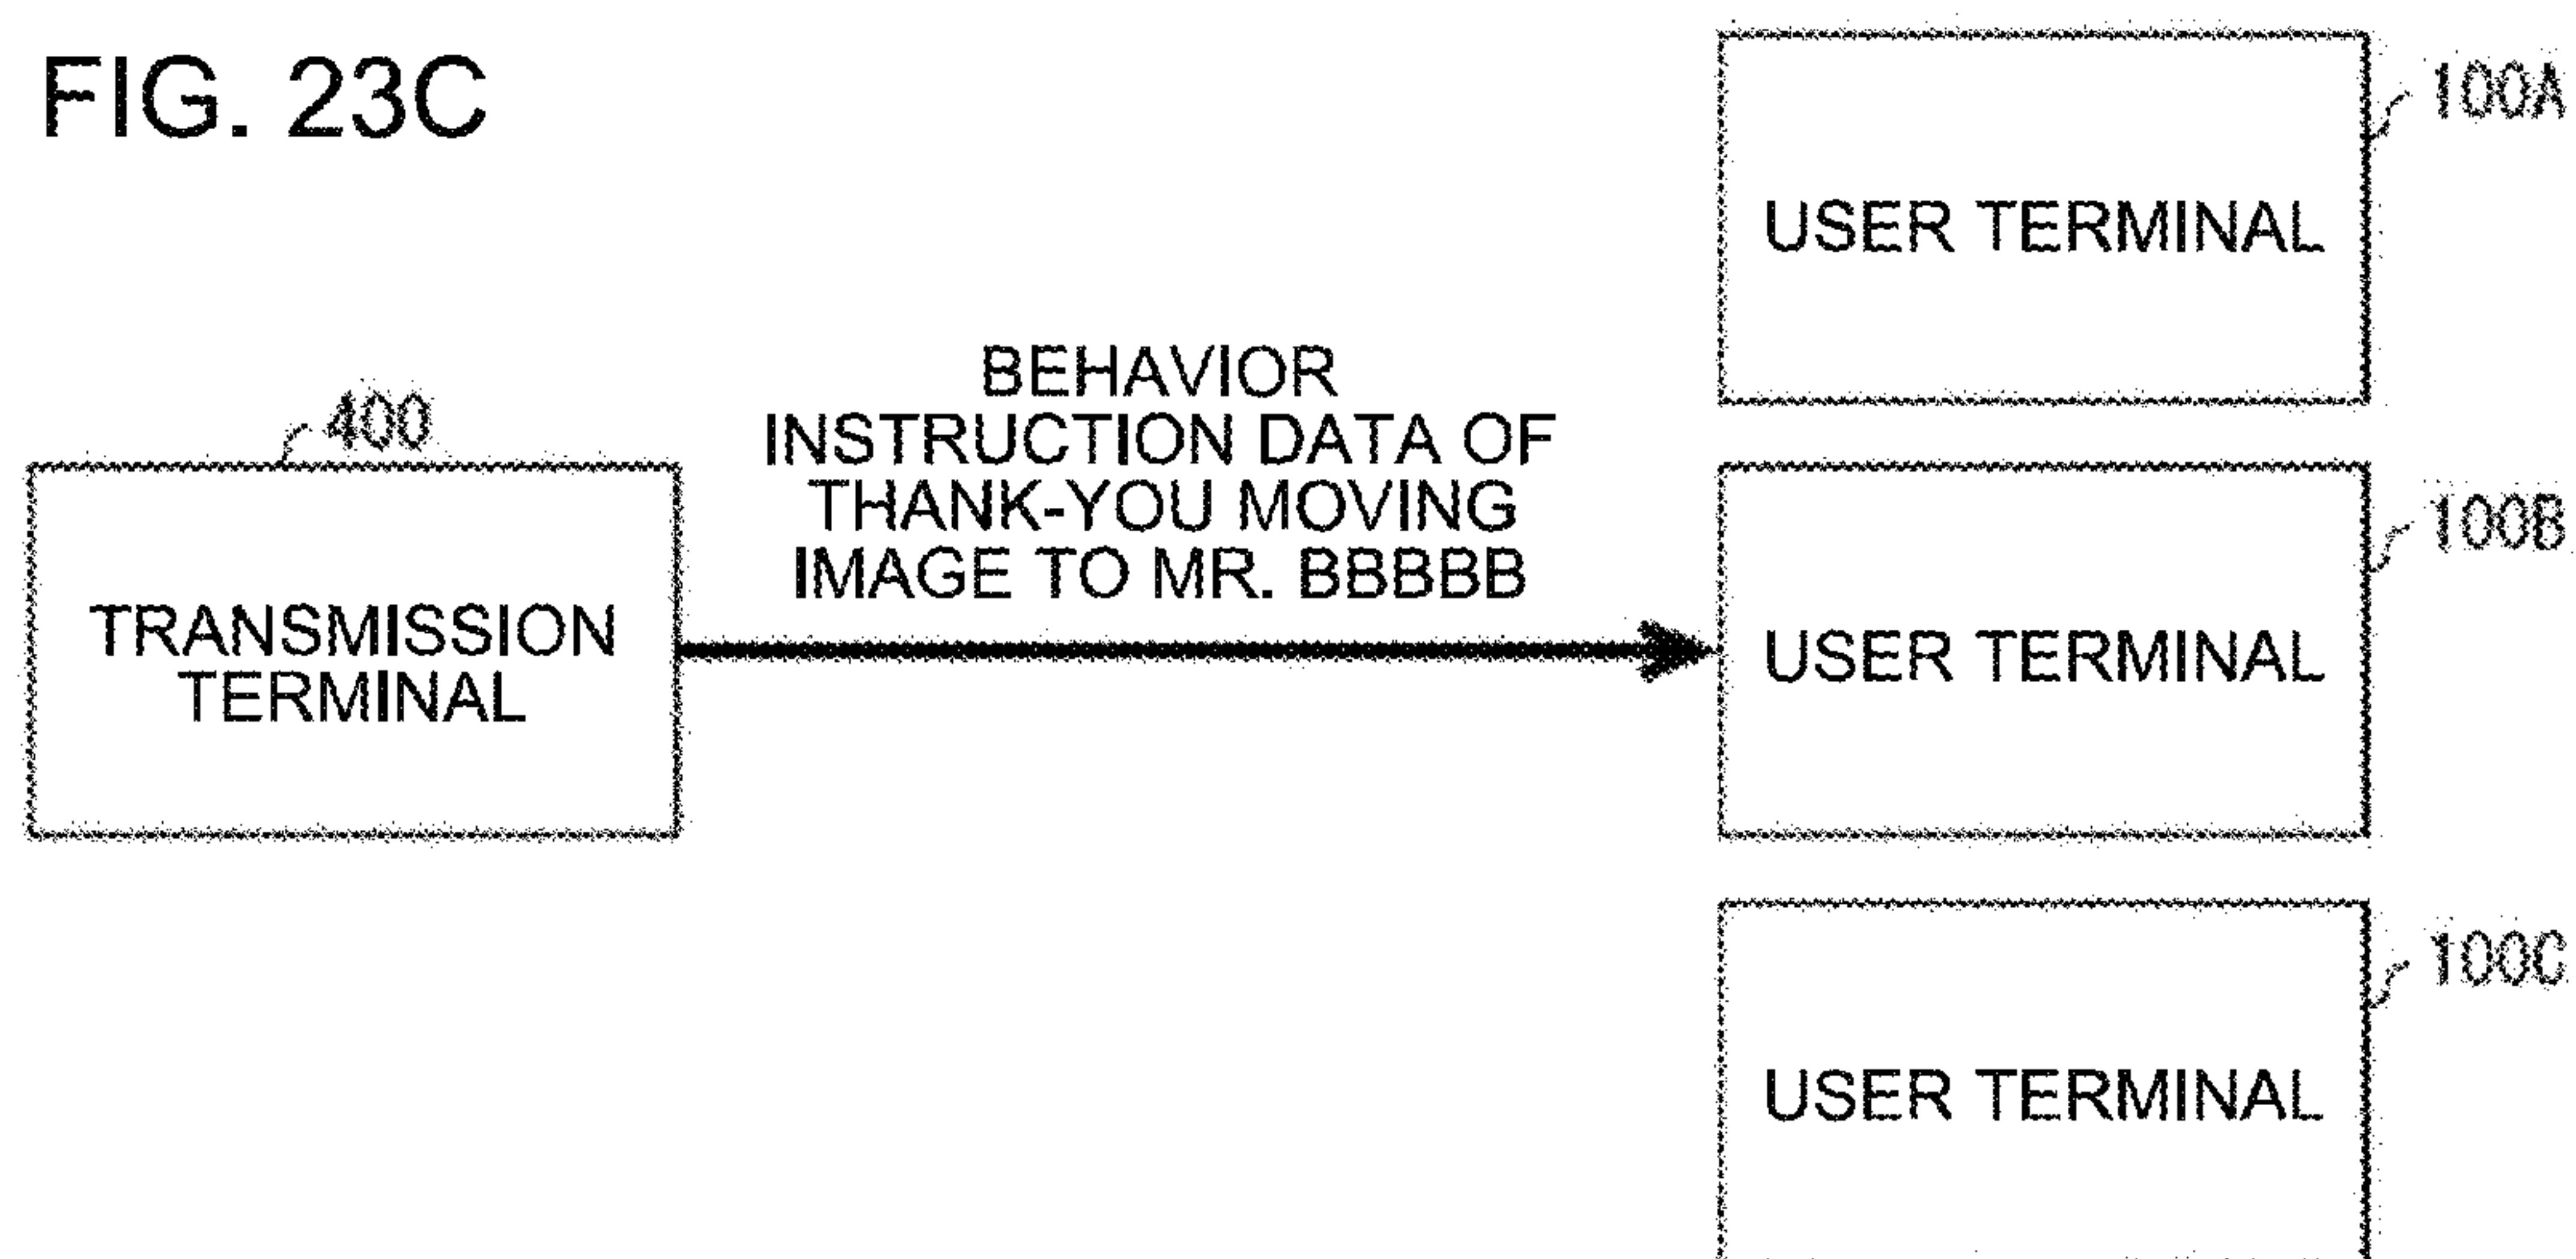 FIG. 23C
100A
USER TERMINAL
400
TRANSMISSION
TERMINAL
BEHAVIOR
INSTRUCTION DATA OF
THANK-YOU MOVING
IMAGE TO MR. BBBBB
100B
USER TERMINAL
100C
USER TERMINAL